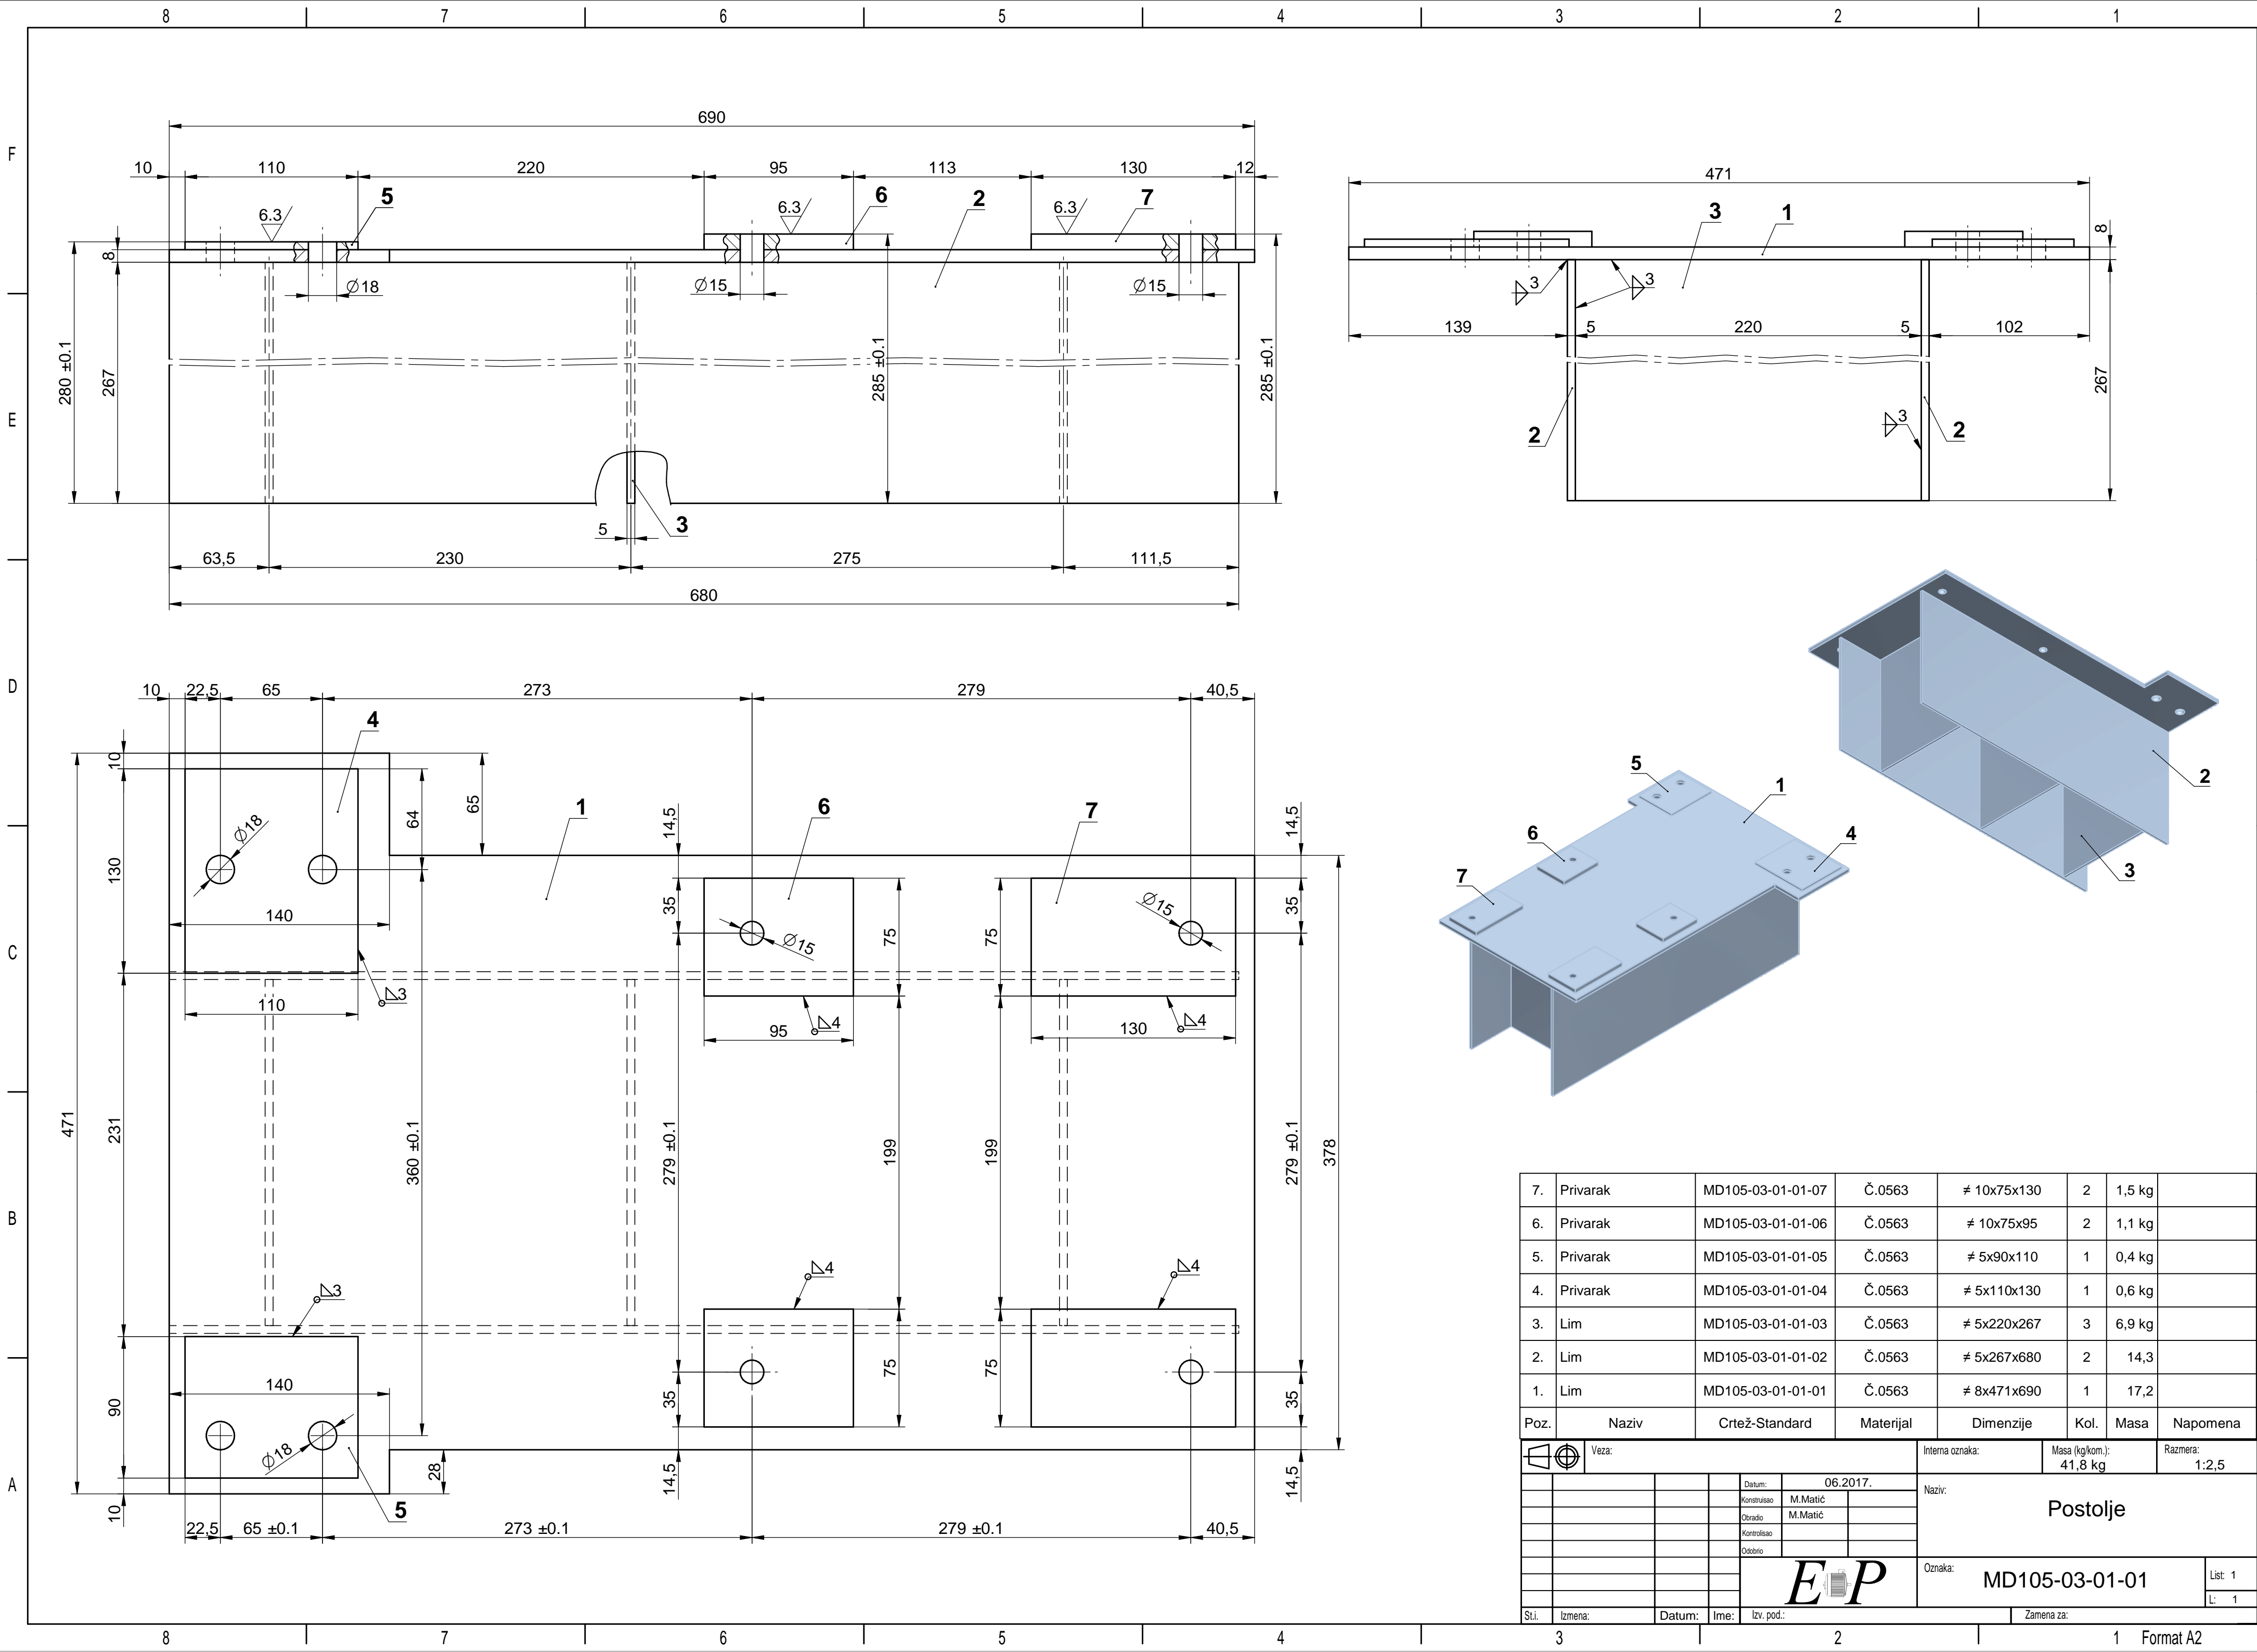 8 7 6 5 4 3 2 1
F
E
D
C
B
A
690
10 110 220 95 113 130 12
5 6 2 7
6.3 6.3 6.3
8
∅18 ∅15 ∅15
280 ±0.1
267
285 ±0.1
285 ±0.1
5 3
63,5 230 275 111,5
680
471
3 1
8
3 3
139 5 220 5 102
267
3
2 2
10 22,5 65 273 279 40,5
4
10
64
65
1 6 7
14,5 14,5
∅18
130
35 35
∅15 ∅15
140
75 75
3
110
4 4
95 130
471
231
360 ±0.1
279 ±0.1
199 199
279 ±0.1
378
3 4 4
140
90
75 75
35 35
∅18
28
14,5 14,5
10
5
22,5 65 ±0.1 273 ±0.1 279 ±0.1 40,5
2
3
5
1
6
4
7
7. Privarak MD105-03-01-01-07 Č.0563 ≠ 10x75x130 2 1,5 kg
6. Privarak MD105-03-01-01-06 Č.0563 ≠ 10x75x95 2 1,1 kg
5. Privarak MD105-03-01-01-05 Č.0563 ≠ 5x90x110 1 0,4 kg
4. Privarak MD105-03-01-01-04 Č.0563 ≠ 5x110x130 1 0,6 kg
3. Lim MD105-03-01-01-03 Č.0563 ≠ 5x220x267 3 6,9 kg
2. Lim MD105-03-01-01-02 Č.0563 ≠ 5x267x680 2 14,3
1. Lim MD105-03-01-01-01 Č.0563 ≠ 8x471x690 1 17,2
Poz. Naziv Crtež-Standard Materijal Dimenzije Kol. Masa Napomena
Veza: Interna oznaka: Masa (kg/kom.): Razmera:
41,8 kg 1:2,5
Datum: 06.2017. Naziv:
Konstruisao M.Matić
Postolje
Obradio M.Matić
Kontrolisao
Odobrio
E P
Oznaka: MD105-03-01-01 List: 1
L: 1
St.i. Izmena: Datum: Ime: Izv. pod.: Zamena za:
8 7 6 5 4 3 2 1 Format A2